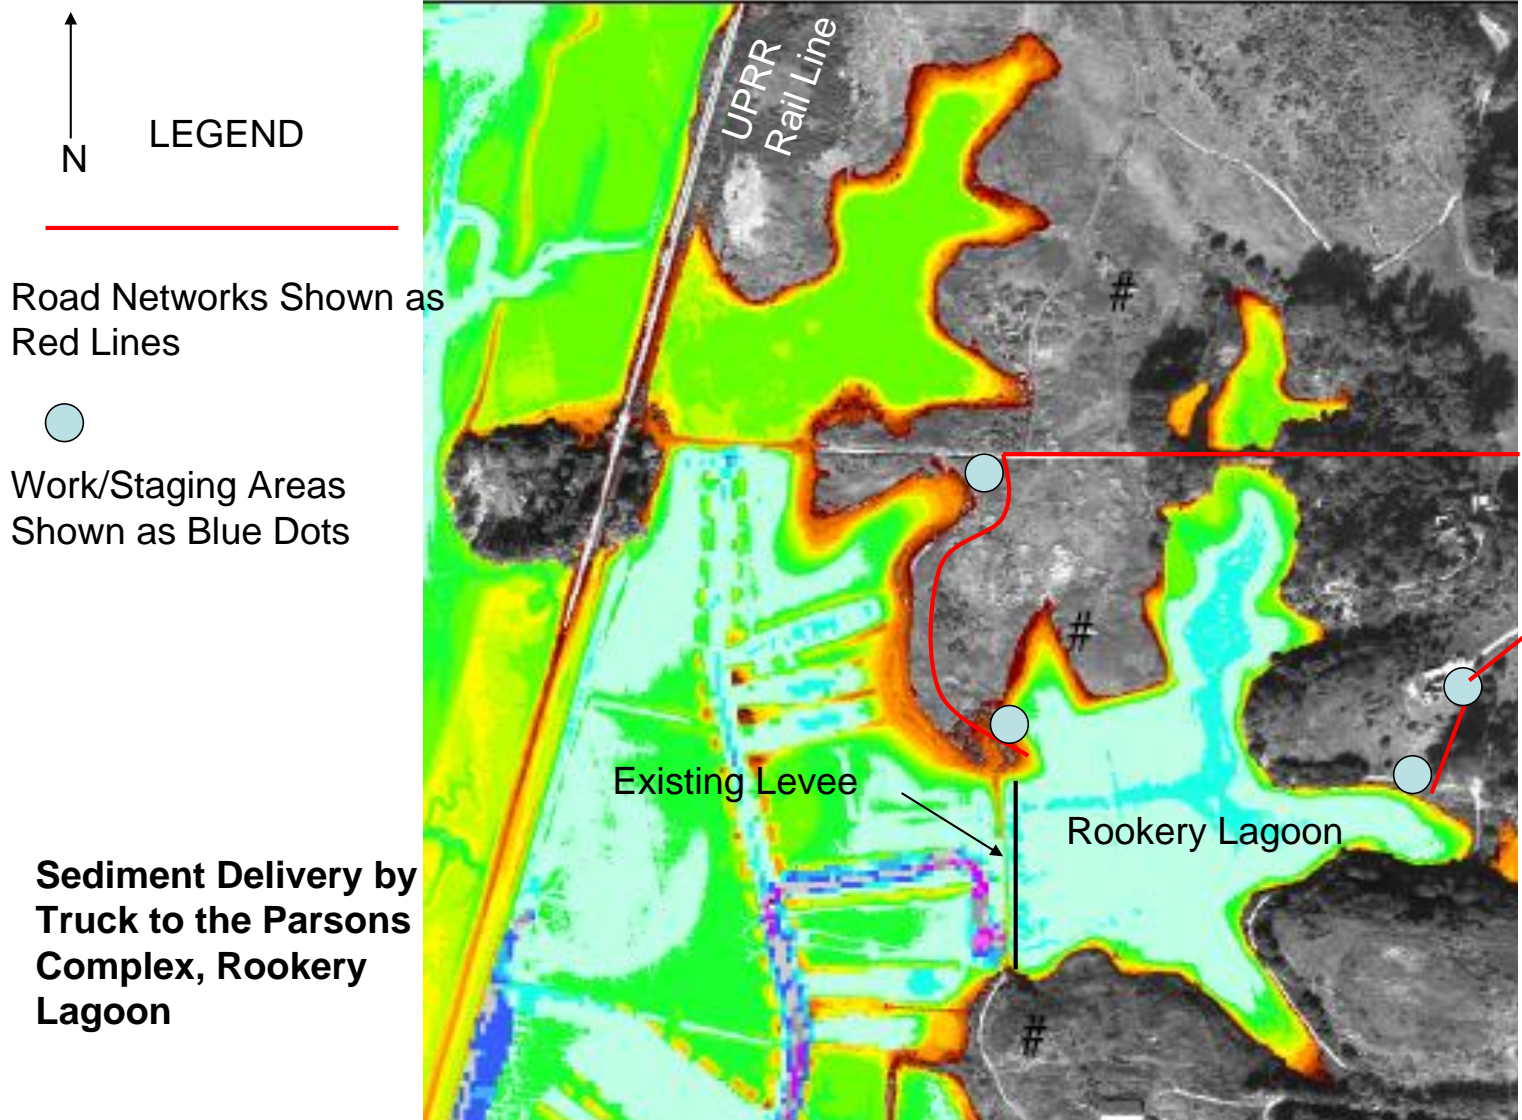 N
LEGEND
Road Networks Shown as
Red Lines
Work/Staging Areas
Shown as Blue Dots
Sediment Delivery by
Truck to the Parsons
Complex, Rookery
Lagoon
UPRR
Rail Line
#
#
Existing Levee
Rookery Lagoon
#